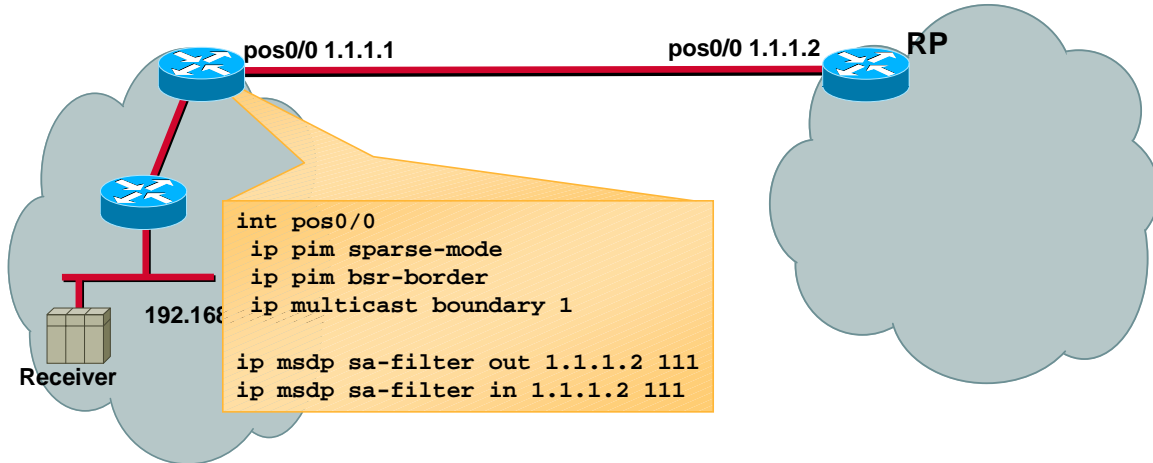 pos0/0 1.1.1.1
pos0/0 1.1.1.2
RP
int pos0/0
ip pim sparse-mode
ip pim bsr-border
ip multicast boundary 1
ip msdp sa-filter out 1.1.1.2 111
ip msdp sa-filter in 1.1.1.2 111
192.168
Receiver